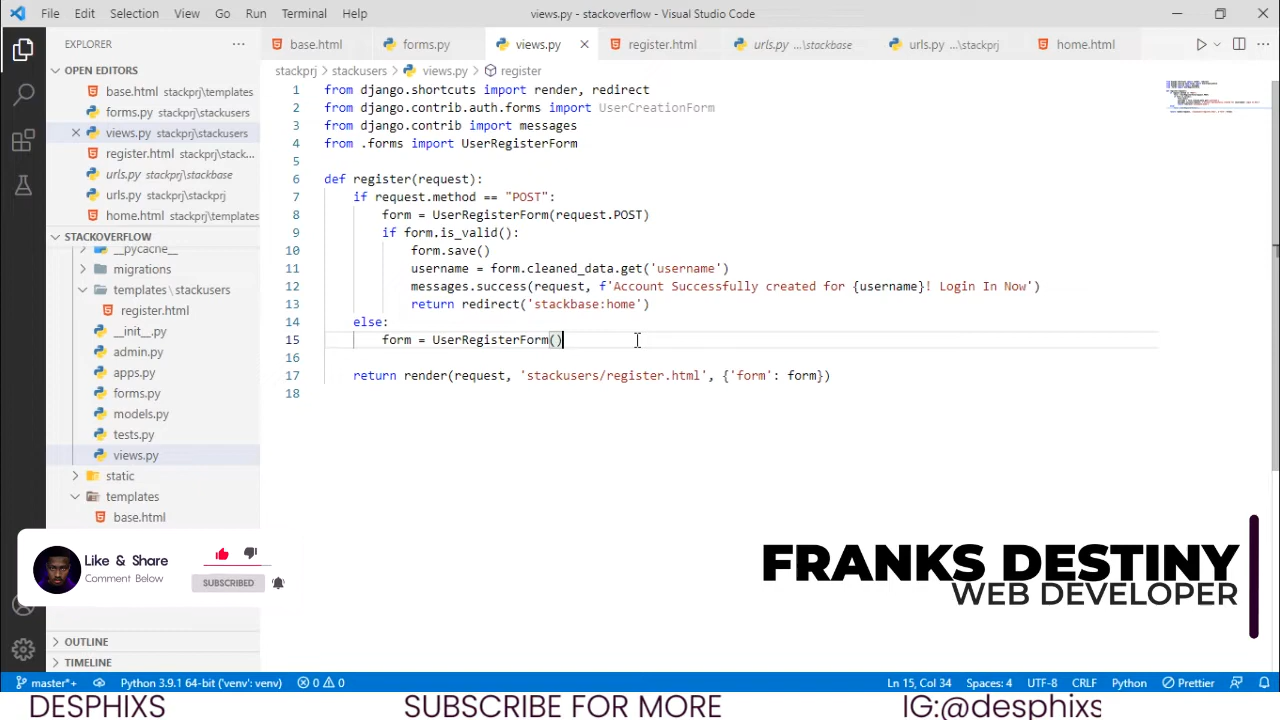 File Edit Selection View Go Run Terminal Help views.py - stackoverflow - Visual Studio Code
EXPLORER
base.html forms.py views.py register.html urls.py ...\stackbase urls.py ...\stackprj home.html
OPEN EDITORS
base.html stackprj\templates
forms.py stackprj\stackusers
views.py stackprj\stackusers
register.html stackprj\stack...
urls.py stackprj\stackbase
urls.py stackprj\stackprj
home.html stackprj\templates
STACKOVERFLOW
__pycache__
migrations
templates \ stackusers
register.html
__init__.py
admin.py
apps.py
forms.py
models.py
tests.py
views.py
static
templates
base.html
OUTLINE
TIMELINE
stackprj > stackusers > views.py > register
1 from django.shortcuts import render, redirect
2 from django.contrib.auth.forms import UserCreationForm
3 from django.contrib import messages
4 from .forms import UserRegisterForm
5
6 def register(request):
7 if request.method == "POST":
8 form = UserRegisterForm(request.POST)
9 if form.is_valid():
10 form.save()
11 username = form.cleaned_data.get('username')
12 messages.success(request, f'Account Successfully created for {username}! Login In Now')
13 return redirect('stackbase:home')
14 else:
15 form = UserRegisterForm()
16
17 return render(request, 'stackusers/register.html', {'form': form})
18
Like & Share
Comment Below
SUBSCRIBED
FRANKS DESTINY
WEB DEVELOPER
master*+ Python 3.9.1 64-bit ('venv': venv) 0 0 Ln 15, Col 34 Spaces: 4 UTF-8 CRLF Python Prettier
DESPHIXS SUBSCRIBE FOR MORE IG:@desphixs